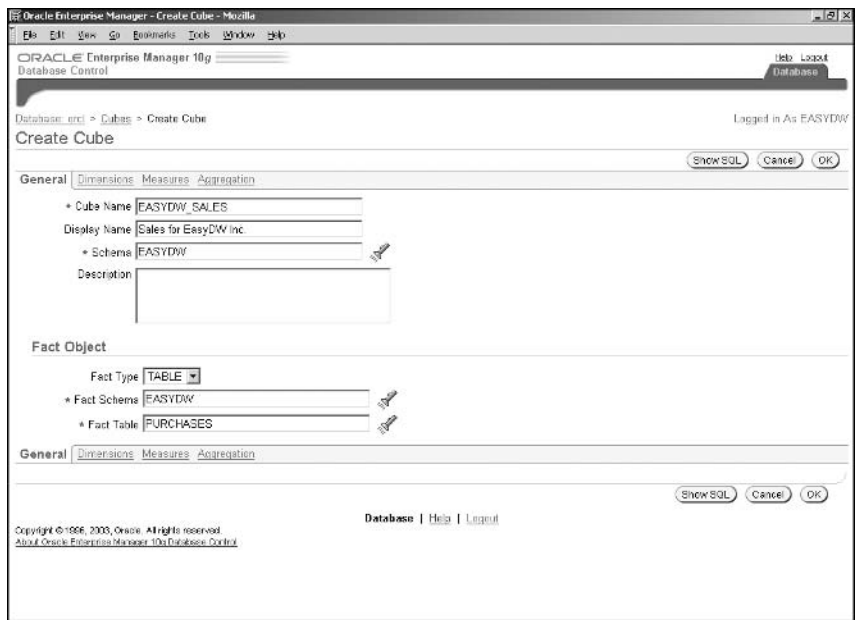 Oracle Enterprise Manager - Create Cube - Mozilla
File Edit View Go Bookmarks Tools Window Help
ORACLE Enterprise Manager 10g
Database Control
Help Logout
Database
Database: orcl > Cubes > Create Cube
Logged in As EASYDW
Create Cube
Show SQL Cancel OK
General Dimensions Measures Aggregation
* Cube Name EASYDW_SALES
Display Name Sales for EasyDW Inc.
* Schema EASYDW
Description
Fact Object
Fact Type TABLE
* Fact Schema EASYDW
* Fact Table PURCHASES
General Dimensions Measures Aggregation
Show SQL Cancel OK
Database | Help | Logout
Copyright © 1996, 2003, Oracle. All rights reserved.
About Oracle Enterprise Manager 10g Database Control